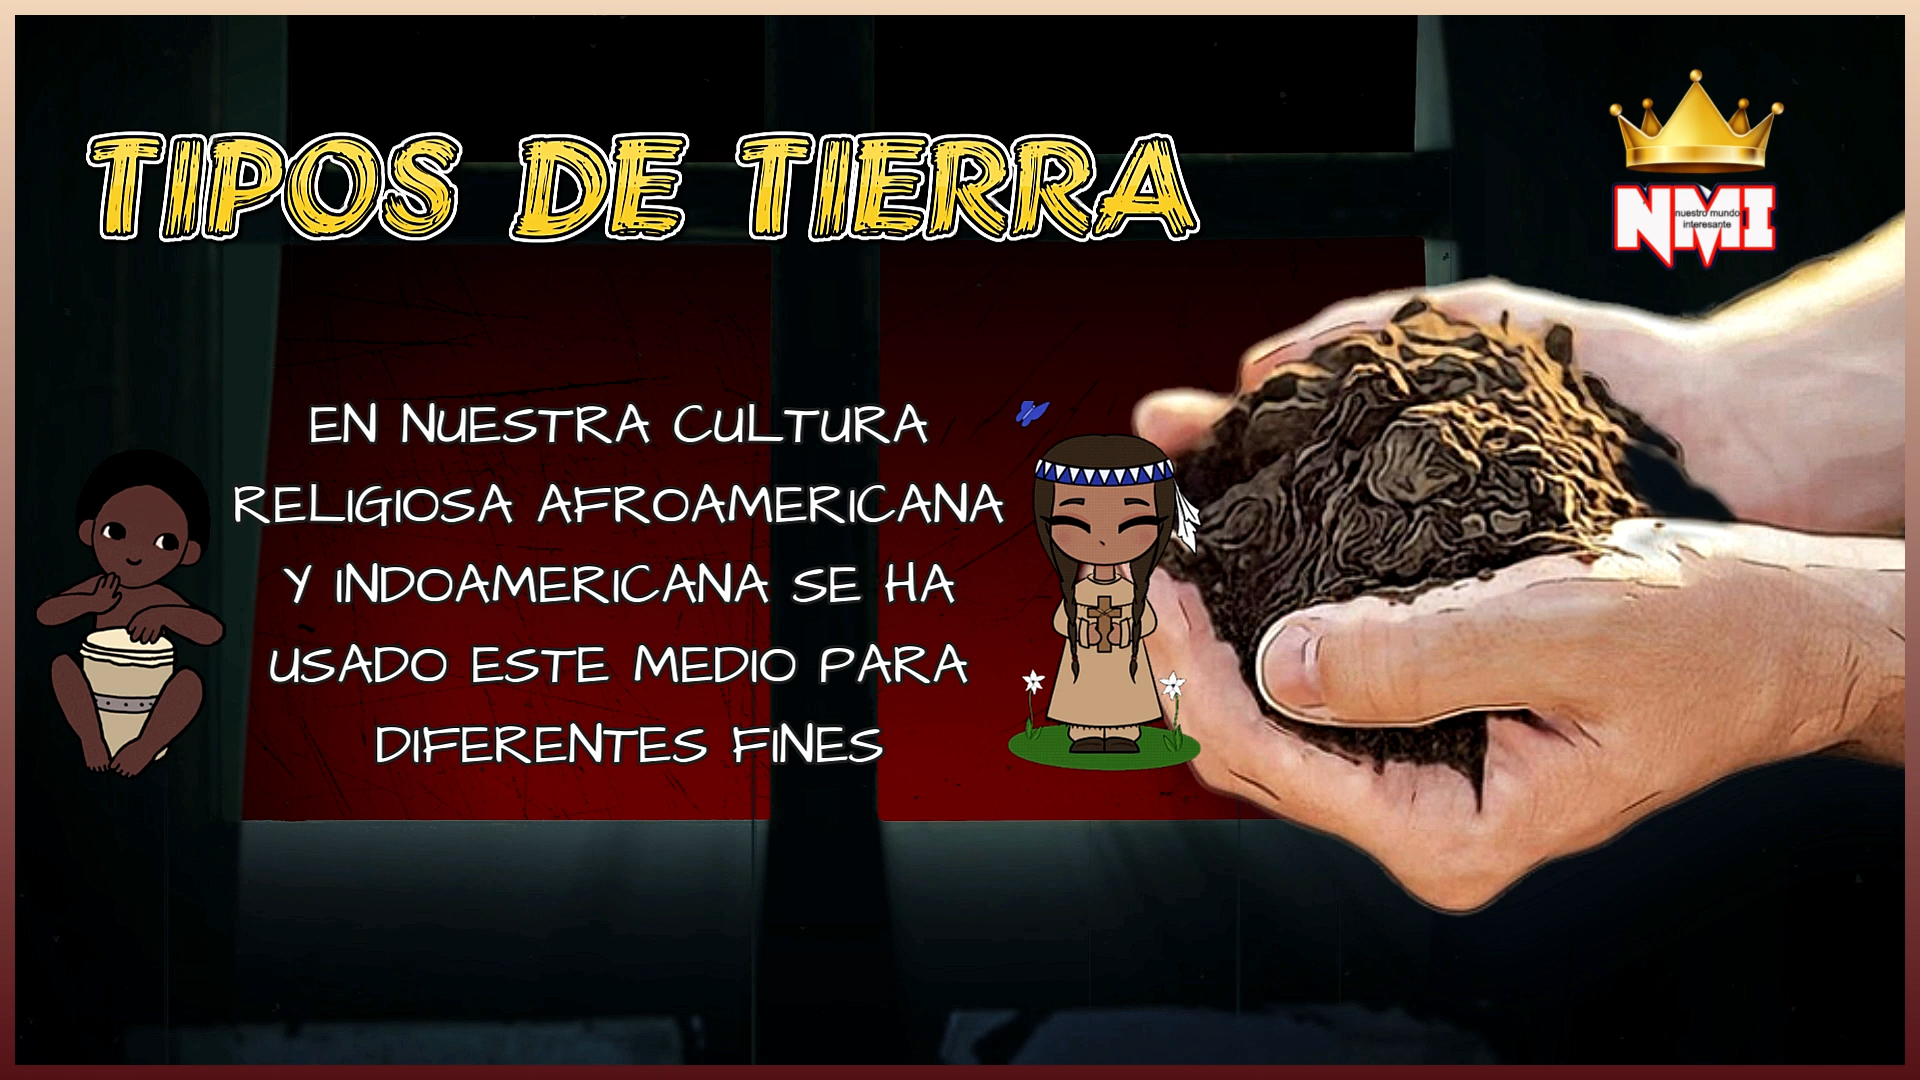 TIPOS DE TIERRA
NMI
nuestro mundo
interesante
EN NUESTRA CULTURA
RELIGIOSA AFROAMERICANA
Y INDOAMERICANA SE HA
USADO ESTE MEDIO PARA
DIFERENTES FINES